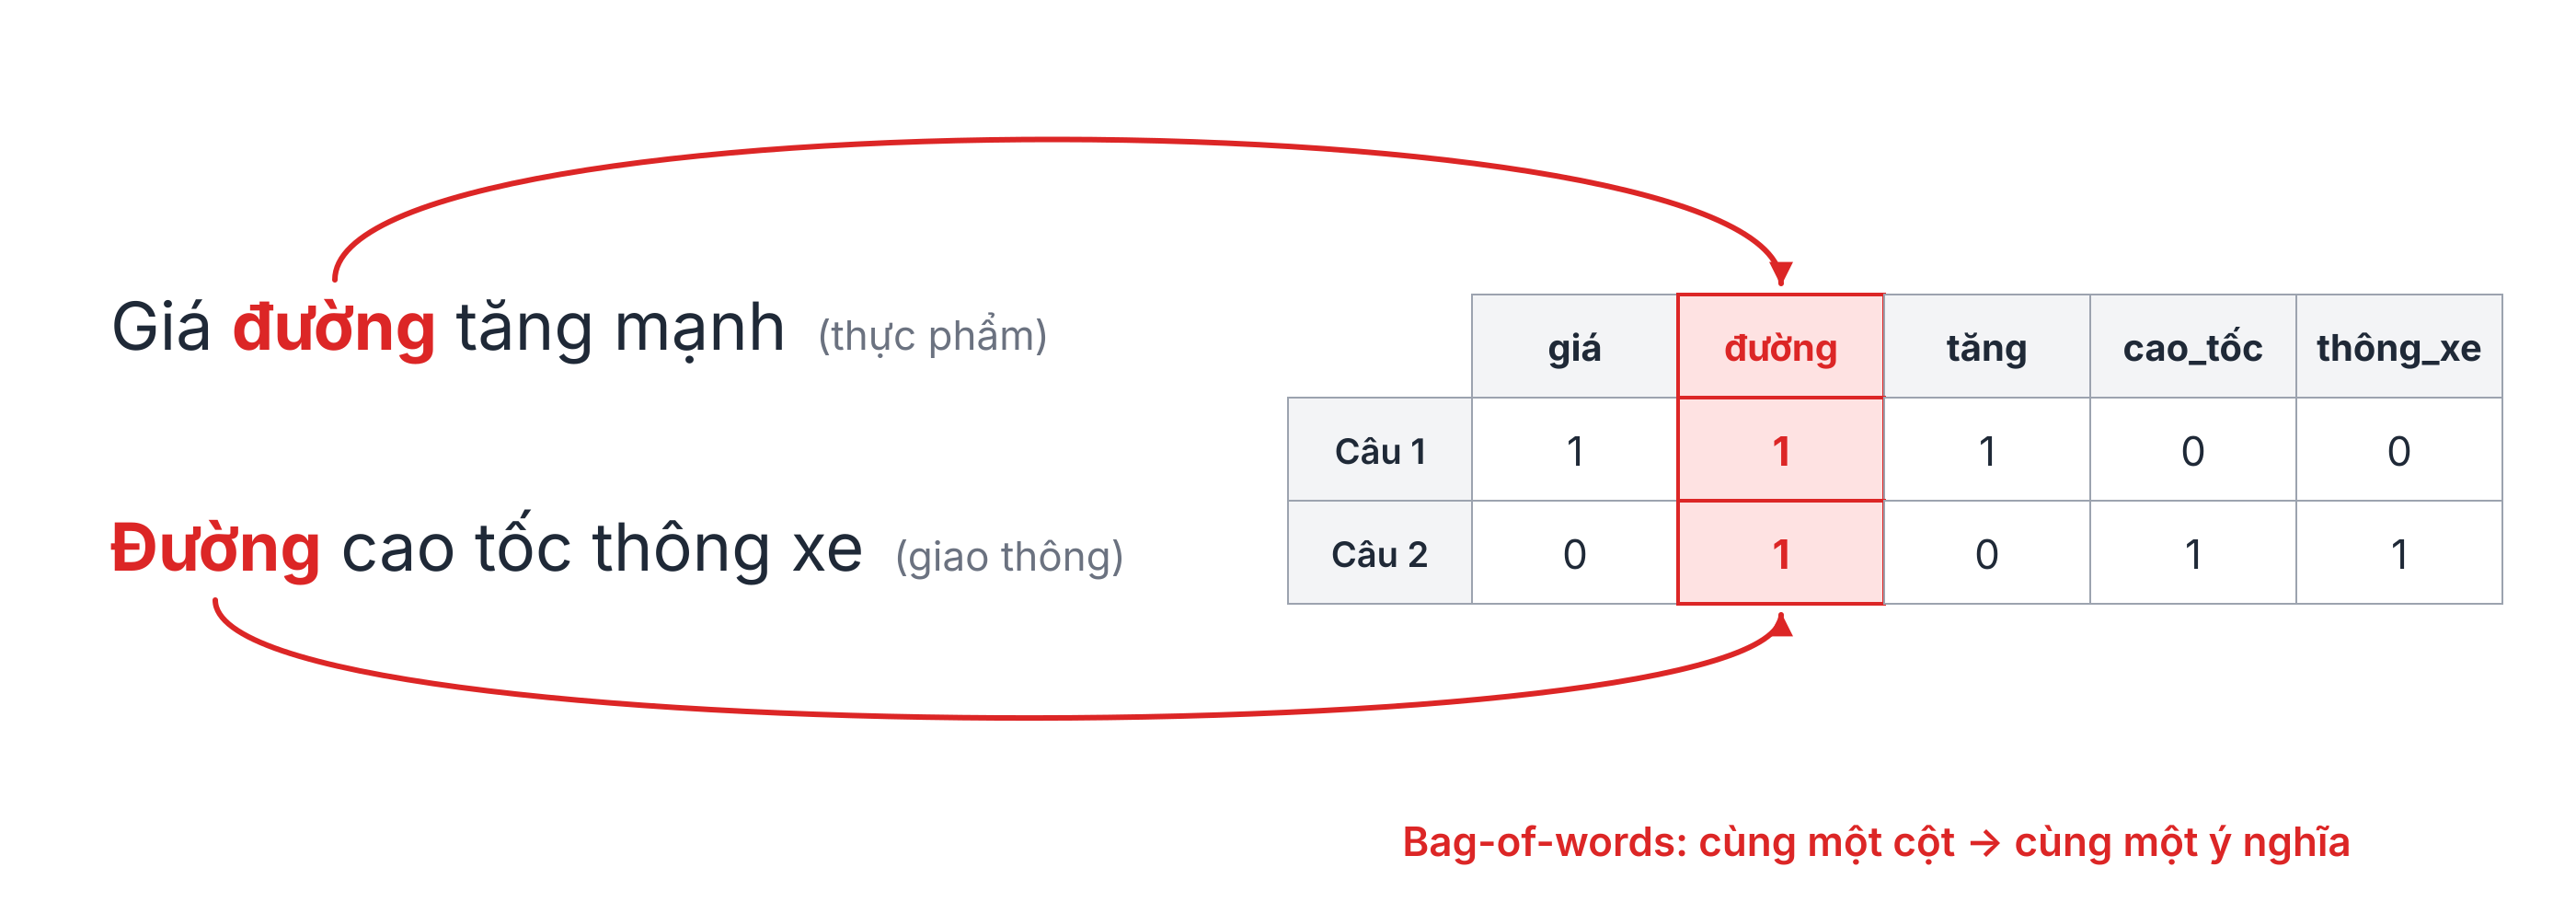 Giá đường tăng mạnh (thực phẩm)
Đường cao tốc thông xe (giao thông)
giá đường tăng cao_tốc thông_xe
Câu 1 1 1 1 0 0
Câu 2 0 1 0 1 1
Bag-of-words: cùng một cột → cùng một ý nghĩa